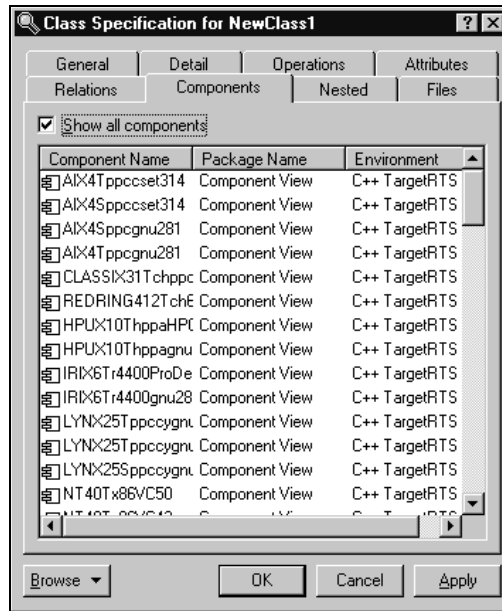 Class Specification for NewClass1
General Detail Operations Attributes
Relations Components Nested Files
Show all components
Component Name Package Name Environment
AIX4Tppccset314 Component View C++ TargetRTS
AIX4Sppccset314 Component View C++ TargetRTS
AIX4Sppcgnu281 Component View C++ TargetRTS
AIX4Tppcgnu281 Component View C++ TargetRTS
CLASSIX31Tchppc Component View C++ TargetRTS
Component View C++ TargetRTS
Component View C++ TargetRTS
HPUX10Thppagnu Component View C++ TargetRTS
IRIX6Tr4400ProDe Component View C++ TargetRTS
IRIX6Tr4400gnu28 Component View C++ TargetRTS
LYNX25Tppccygnu Component View C++ TargetRTS
LYNX25Tppccygnu Component View C++ TargetRTS
LYNX25Sppccygnu Component View C++ TargetRTS
NT40Tx86VC50 Component View C++ TargetRTS
Browse OK Cancel Apply